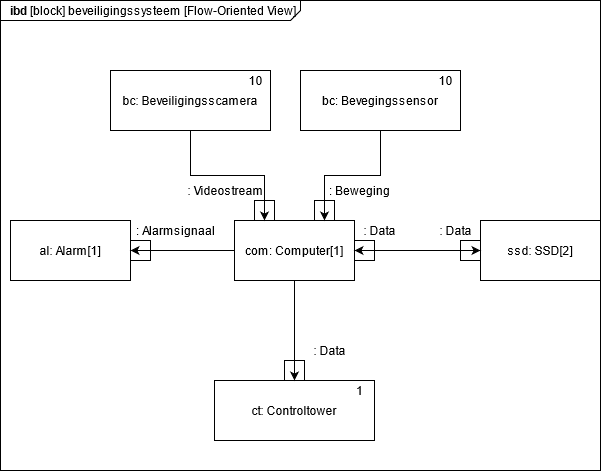 ibd [block] beveiligingssysteem [Flow-Oriented View]
10
bc: Beveiligingsscamera
10
bc: Bevegingssensor
: Videostream
: Beweging
: Alarmsignaal
: Data
: Data
al: Alarm[1]
com: Computer[1]
ssd: SSD[2]
: Data
1
ct: Controltower